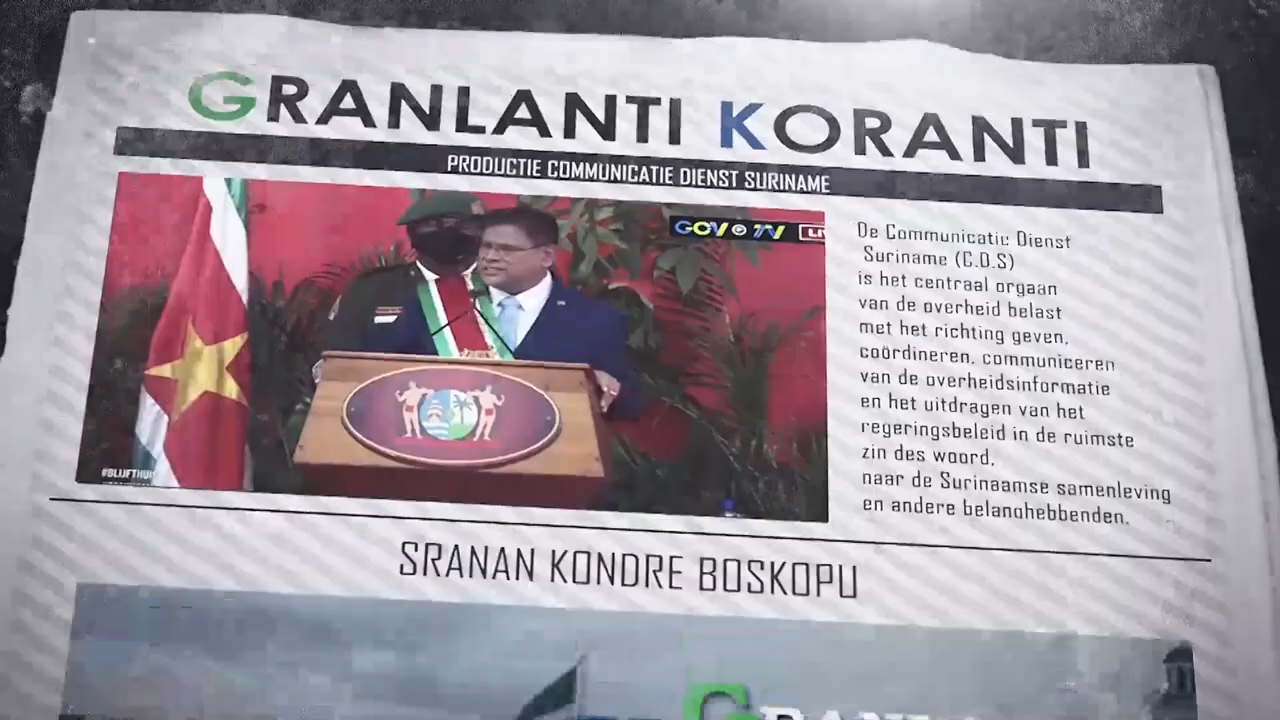 GRANLANTI KORANTI
PRODUCTIE COMMUNICATIE DIENST SURINAME
GOV TV LI
#BLIJFTHUI
De Communicatie Dienst
Suriname (C.D.S)
is het centraal orgaan
van de overheid belast
met het richting geven,
coördineren, communiceren
van de overheidsinformatie
en het uitdragen van het
regeringsbeleid in de ruimste
zin des woord,
naar de Surinaamse samenleving
en andere belanghebbenden.
SRANAN KONDRE BOSKOPU